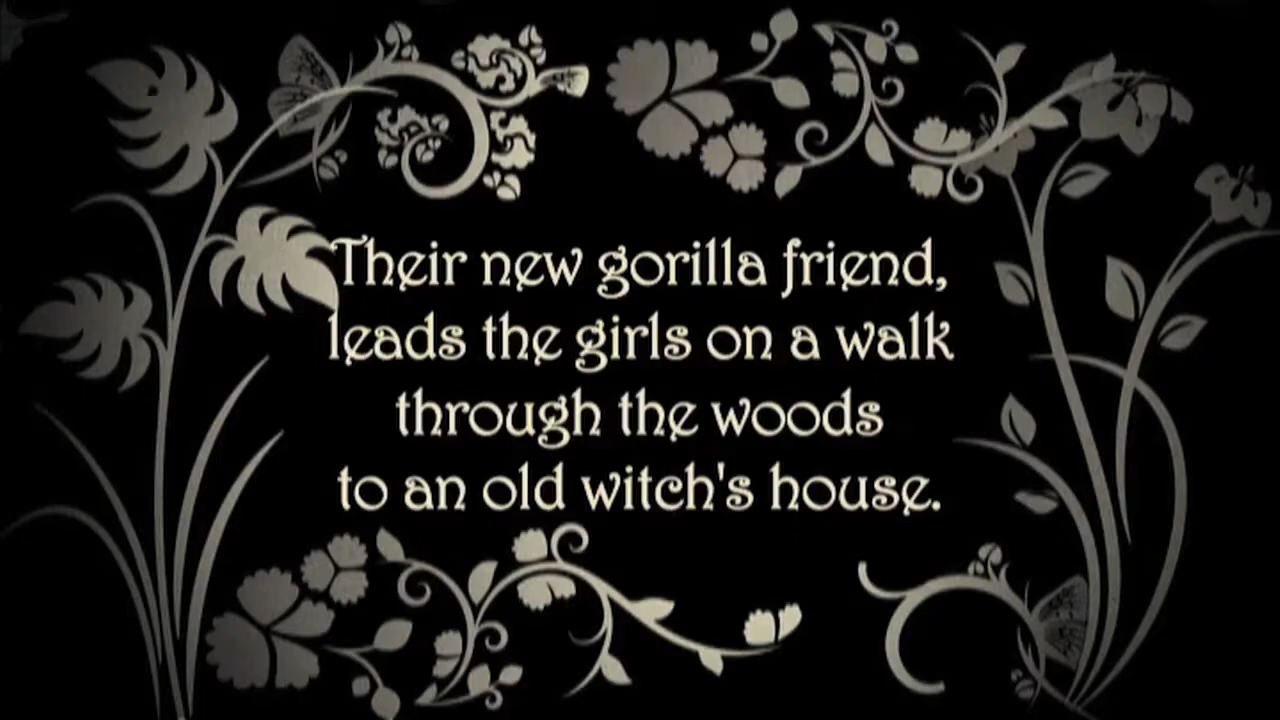 Their new gorilla friend,
leads the girls on a walk
through the woods
to an old witch's house.